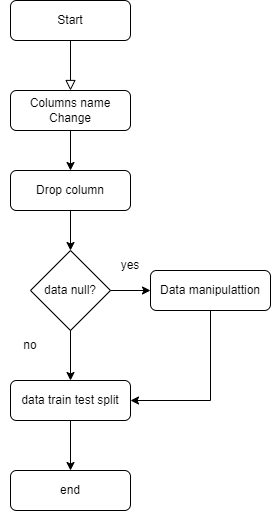 Start
Columns name
Change
Drop column
yes
data null?
Data manipulattion
no
data train test split
end